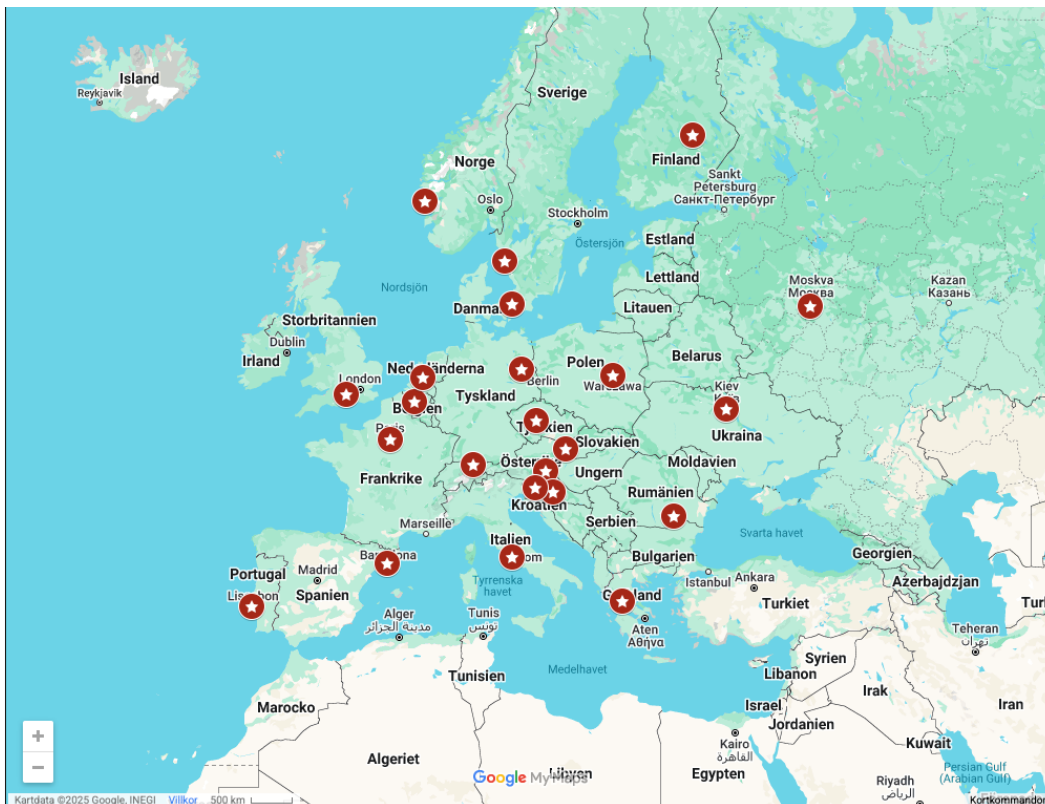 Island
Reykjavik
Sverige
Norge
Finland
Oslo
Sankt
Petersburg
Санкт-Петербург
Stockholm
Östersjön
Estland
Lettland
Moskva
Москва
Kazan
Казань
Nordsjön
Danmark
Litauen
Storbritannien
Dublin
Irland
Belarus
Nederländerna
Polen
London
Berlin
Warszawa
Tyskland
Kiev
Ukraina
Paris
Slovakien
Frankrike
Ungern
Moldavien
Rumänien
Kroatien
Serbien
Marseille
Italien
Svarta havet
Bulgarien
Georgien
Portugal
Madrid
Spanien
Tyrrenska
havet
Istanbul
Ankara
Azerbajdzjan
Turkiet
Alger
مدينة الجزائر
Tunis
تونس
Aten
Αθήνα
Teheran
تهران
Medelhavet
Syrien
Libanon
Tunisien
Irak
Iran
Marocko
Israel
Jordanien
Kuwait
Kairo
القاهرة
Algeriet
Egypten
Persian Gulf
(Arabian Gulf)
Riyadh
الرياض
Google My Maps
Kartdata ©2025 Google, INEGI
Villkor
500 km
Kortkommandon